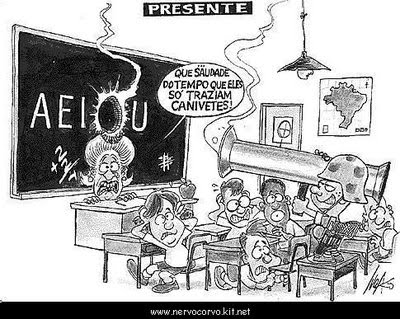 PRESENTE
QUE SAUDADE
DO TEMPO QUE ELES
SÓ TRAZIAM
CANIVETES!
AEIOU
www.nervocorvo.kit.net